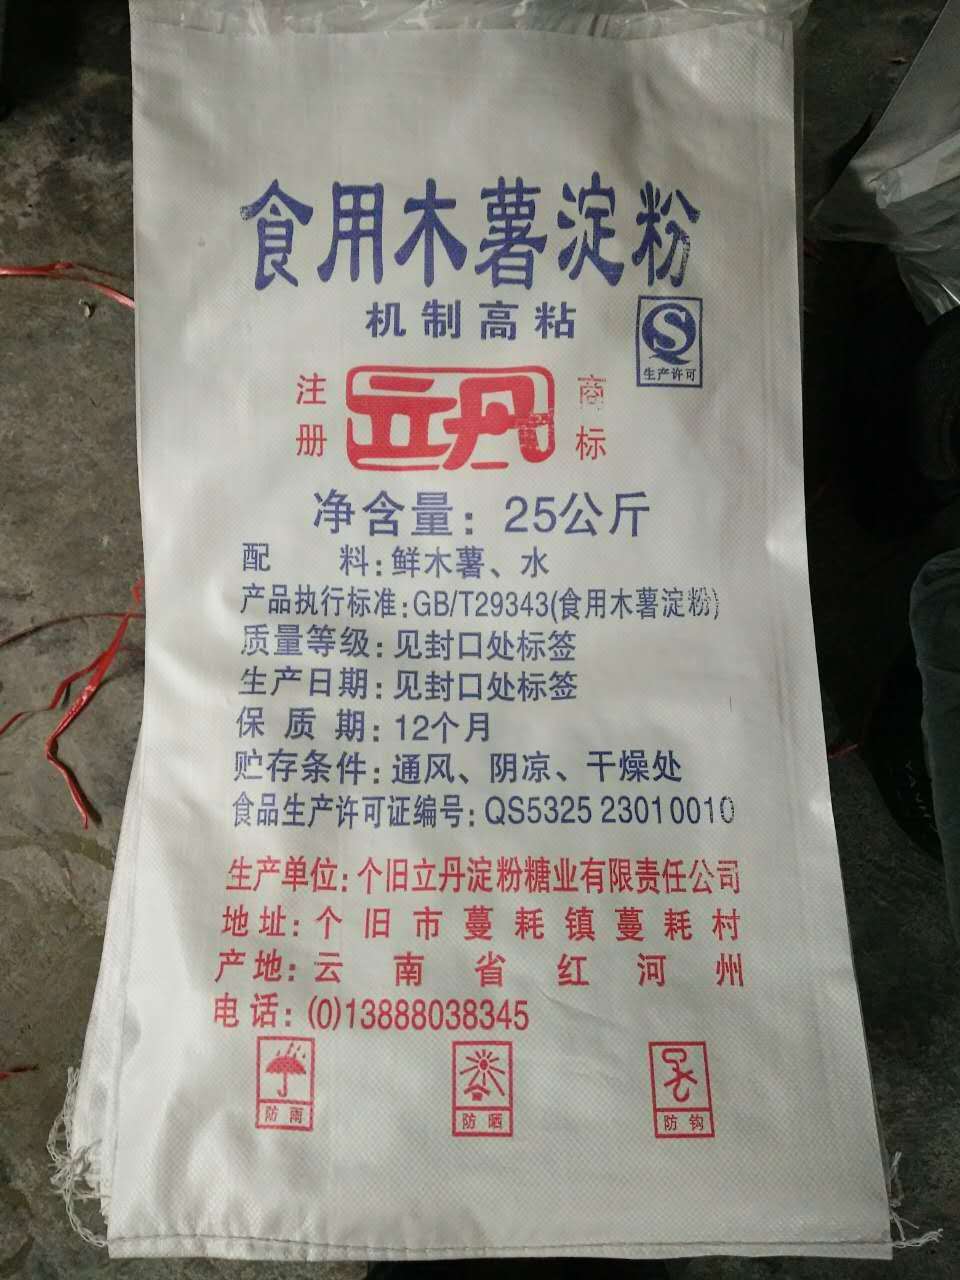 食用木薯淀粉
机制高粘
生产许可
注册
立丹
商标
净含量：25公斤
配料：鲜木薯、水
产品执行标准：GB/T29343(食用木薯淀粉)
质量等级：见封口处标签
生产日期：见封口处标签
保质期：12个月
贮存条件：通风、阴凉、干燥处
食品生产许可证编号：QS5325 2301 0010
生产单位：个旧立丹淀粉糖业有限责任公司
地址：个旧市蔓耗镇蔓耗村
产地：云南省红河州
电话：(0)13888038345
防雨 防晒 防钩